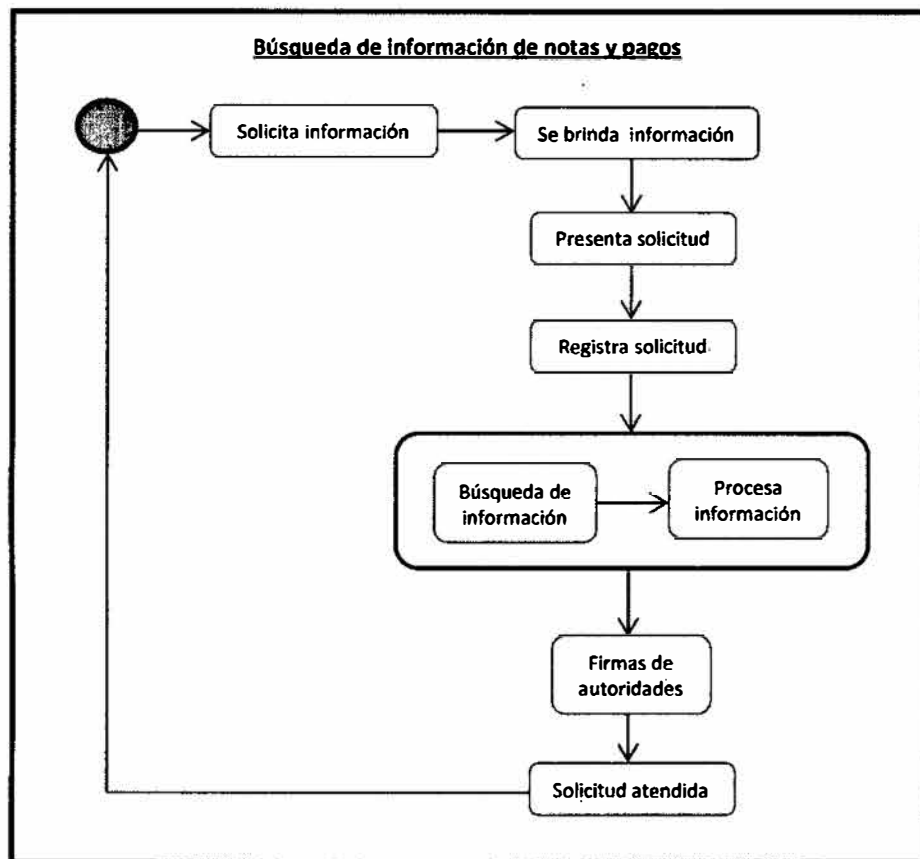 Búsqueda de información de notas y pagos
Solicita información
Se brinda información
Presenta solicitud
Registra solicitud
Búsqueda de
información
Procesa
información
Firmas de
autoridades
Solicitud atendida